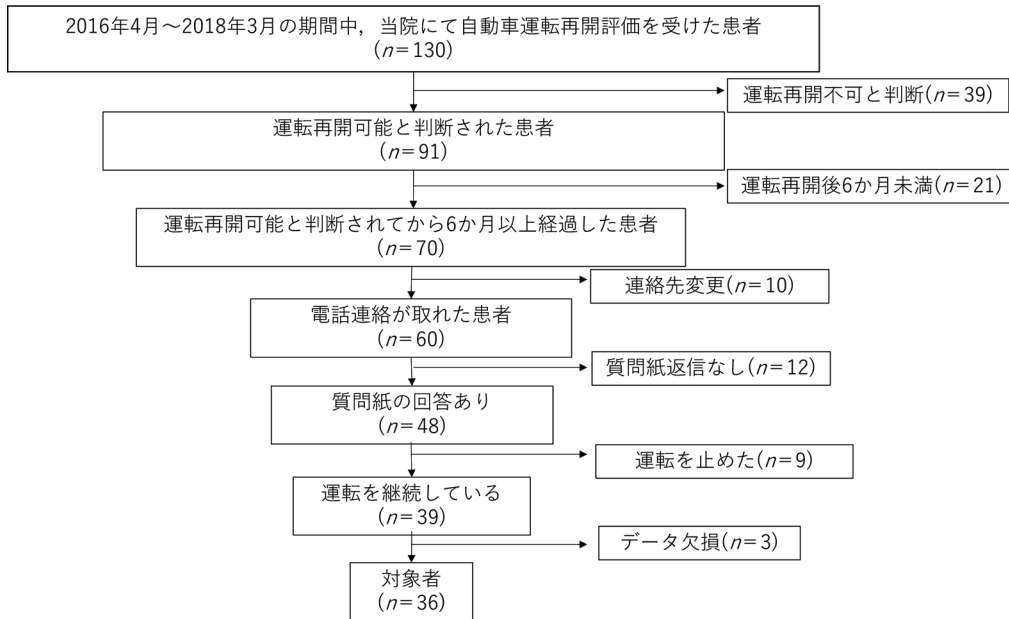 2016年4月～2018年3月の期間中，当院にて自動車運転再開評価を受けた患者
(n＝130)
運転再開不可と判断(n＝39)
運転再開可能と判断された患者
(n＝91)
運転再開後6か月未満(n＝21)
運転再開可能と判断されてから6か月以上経過した患者
(n＝70)
連絡先変更(n＝10)
電話連絡が取れた患者
(n＝60)
質問紙返信なし(n＝12)
質問紙の回答あり
(n＝48)
運転を止めた(n＝9)
運転を継続している
(n＝39)
データ欠損(n＝3)
対象者
(n＝36)